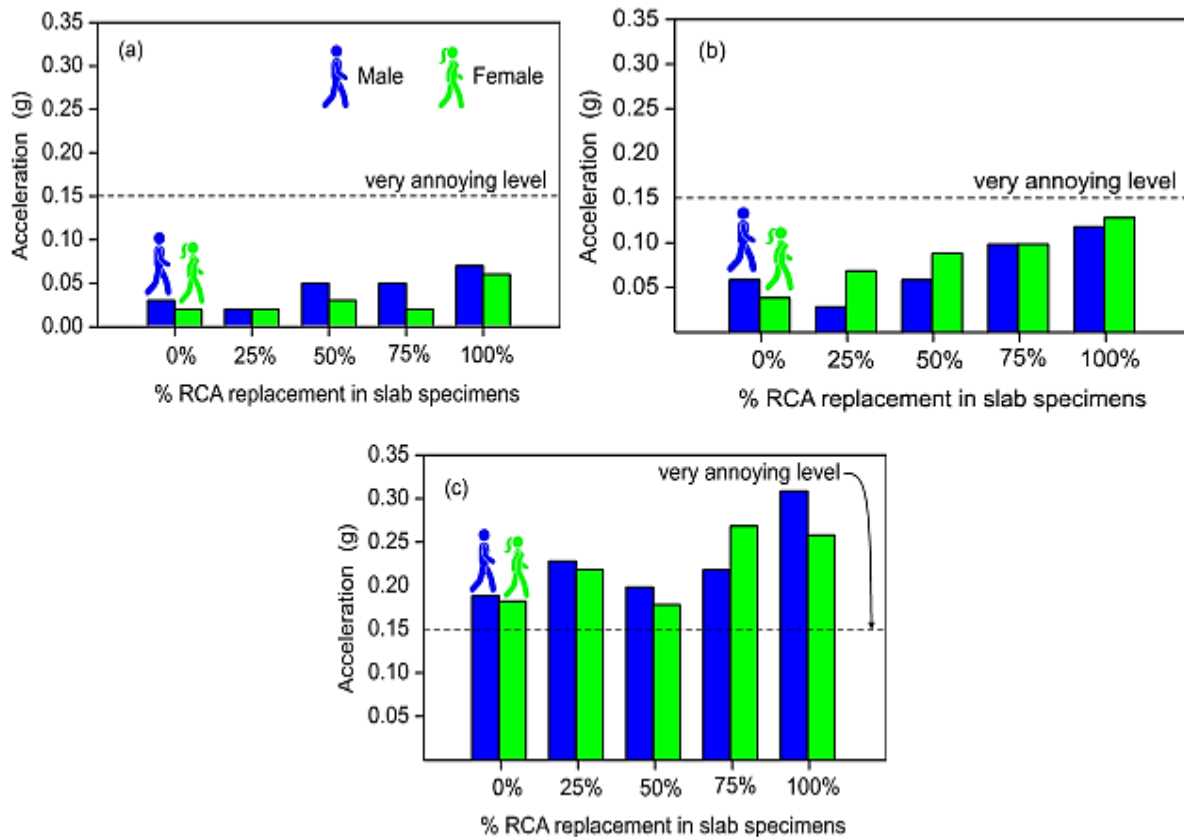 (a)
Male
Female
very annoying level
Acceleration (g)
0.35
0.30
0.25
0.20
0.15
0.10
0.05
0.00
0% 25% 50% 75% 100%
% RCA replacement in slab specimens
(b)
very annoying level
Acceleration (g)
0.35
0.30
0.25
0.20
0.15
0.10
0.05
0% 25% 50% 75% 100%
% RCA replacement in slab specimens
(c)
very annoying level
Acceleration (g)
0.35
0.30
0.25
0.20
0.15
0.10
0.05
0% 25% 50% 75% 100%
% RCA replacement in slab specimens